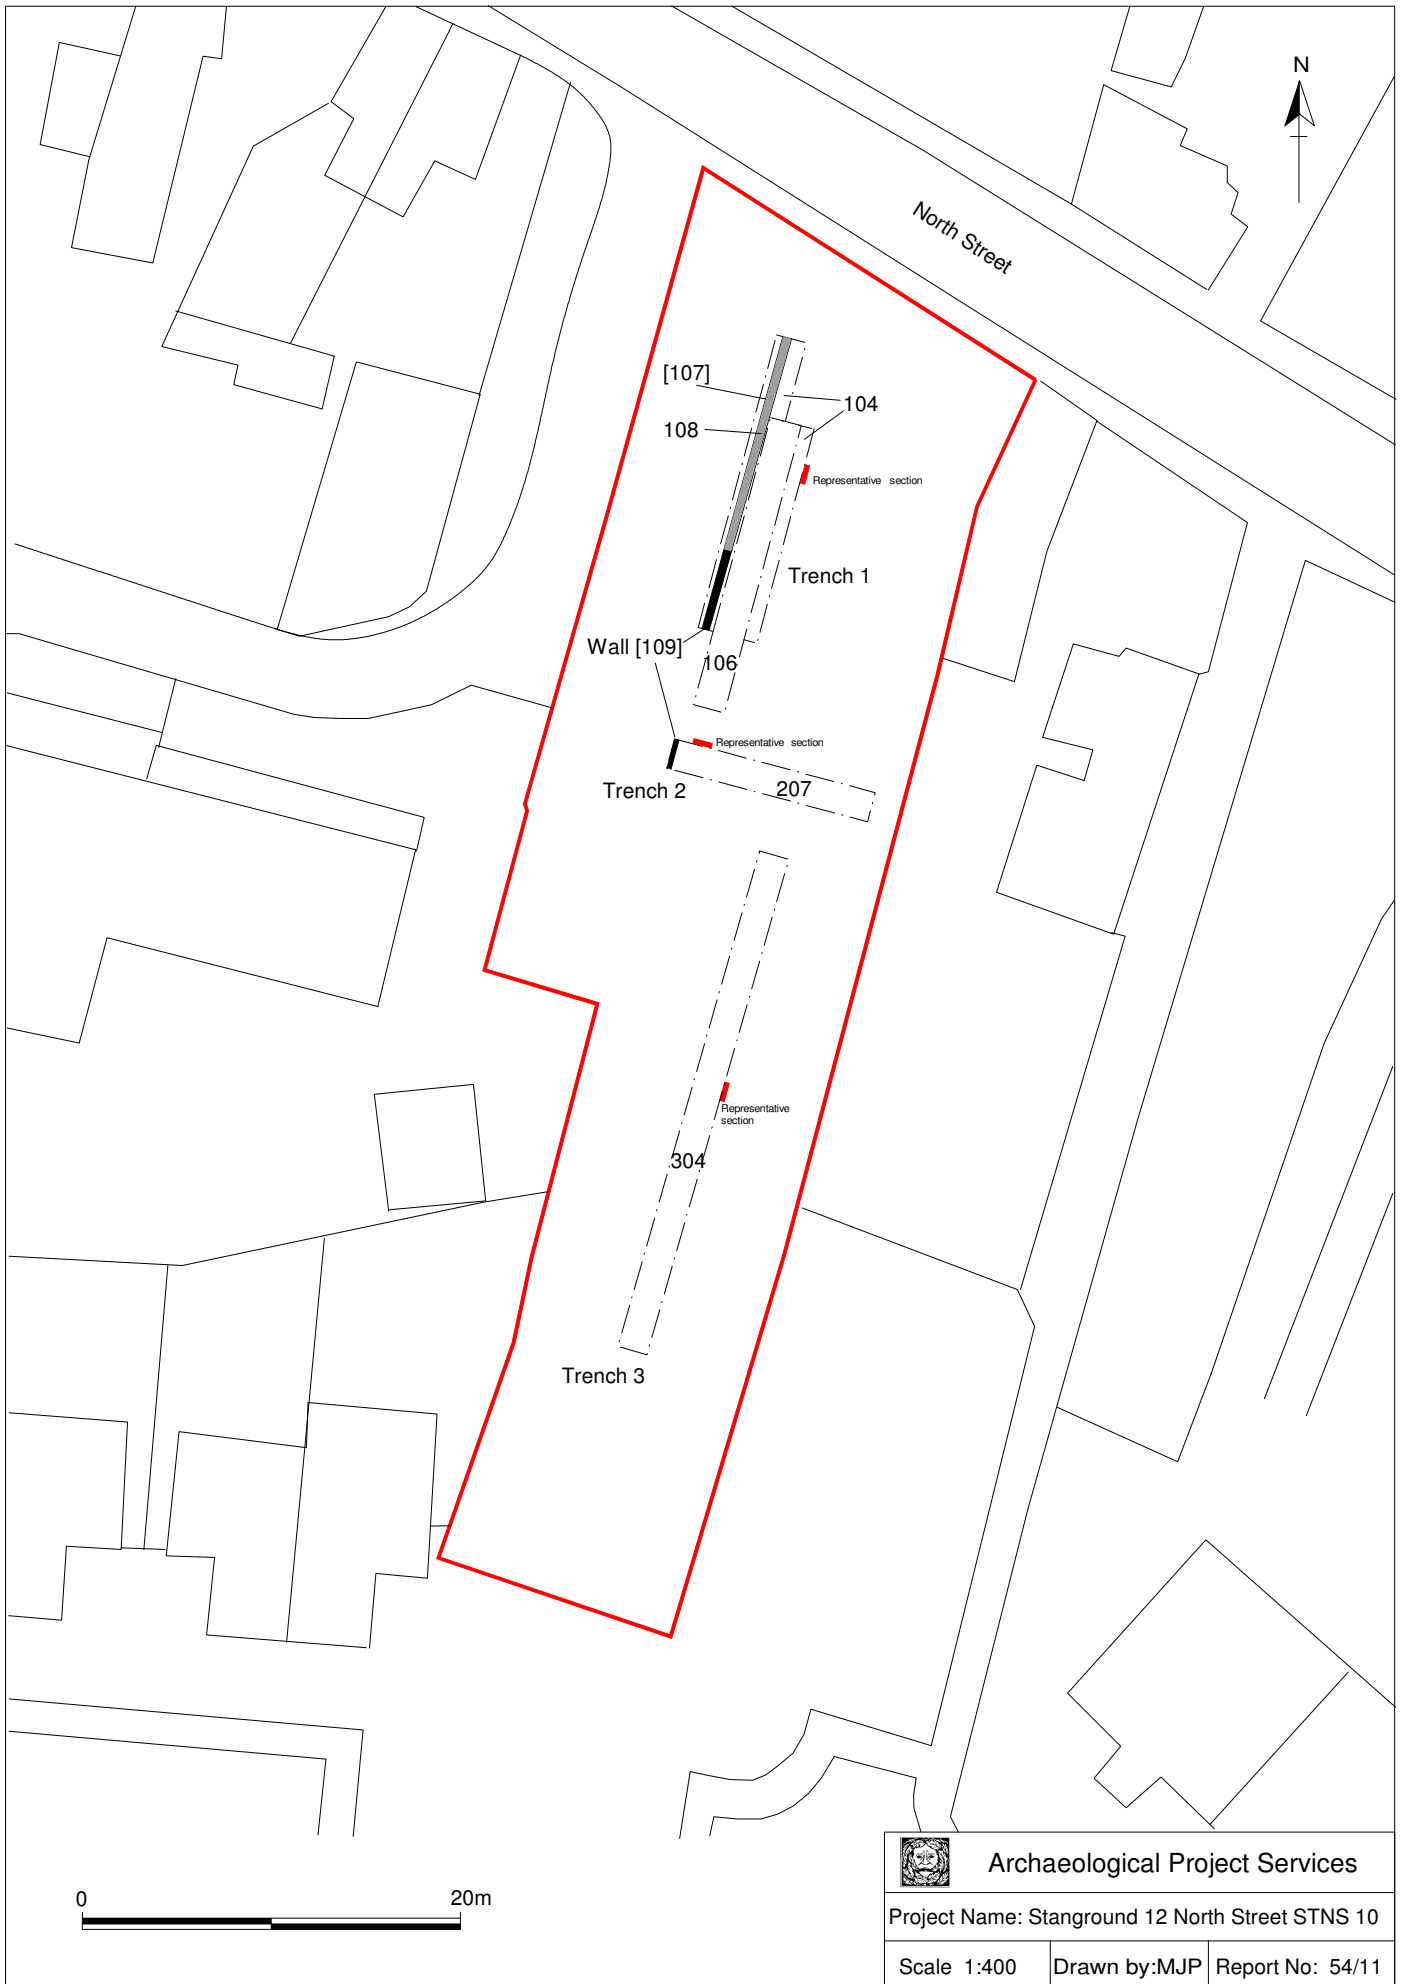 N
North Street
[107]
104
108
Representative section
Trench 1
Wall [109]
106
Representative section
Trench 2
207
Representative
section
304
Trench 3
0
20m
Archaeological Project Services
Project Name: Stanground 12 North Street STNS 10
Scale 1:400
Drawn by:MJP
Report No: 54/11